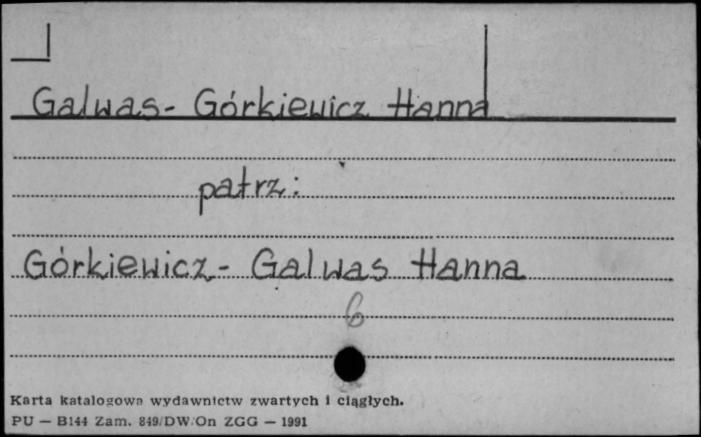 Galwas - Górkiewicz Hanna
patrz:
Górkiewicz - Galwas Hanna
6
Karta katalogowa wydawnictw zwartych i ciągłych.
PU — B144 Zam. 849/DW/On ZGG — 1991